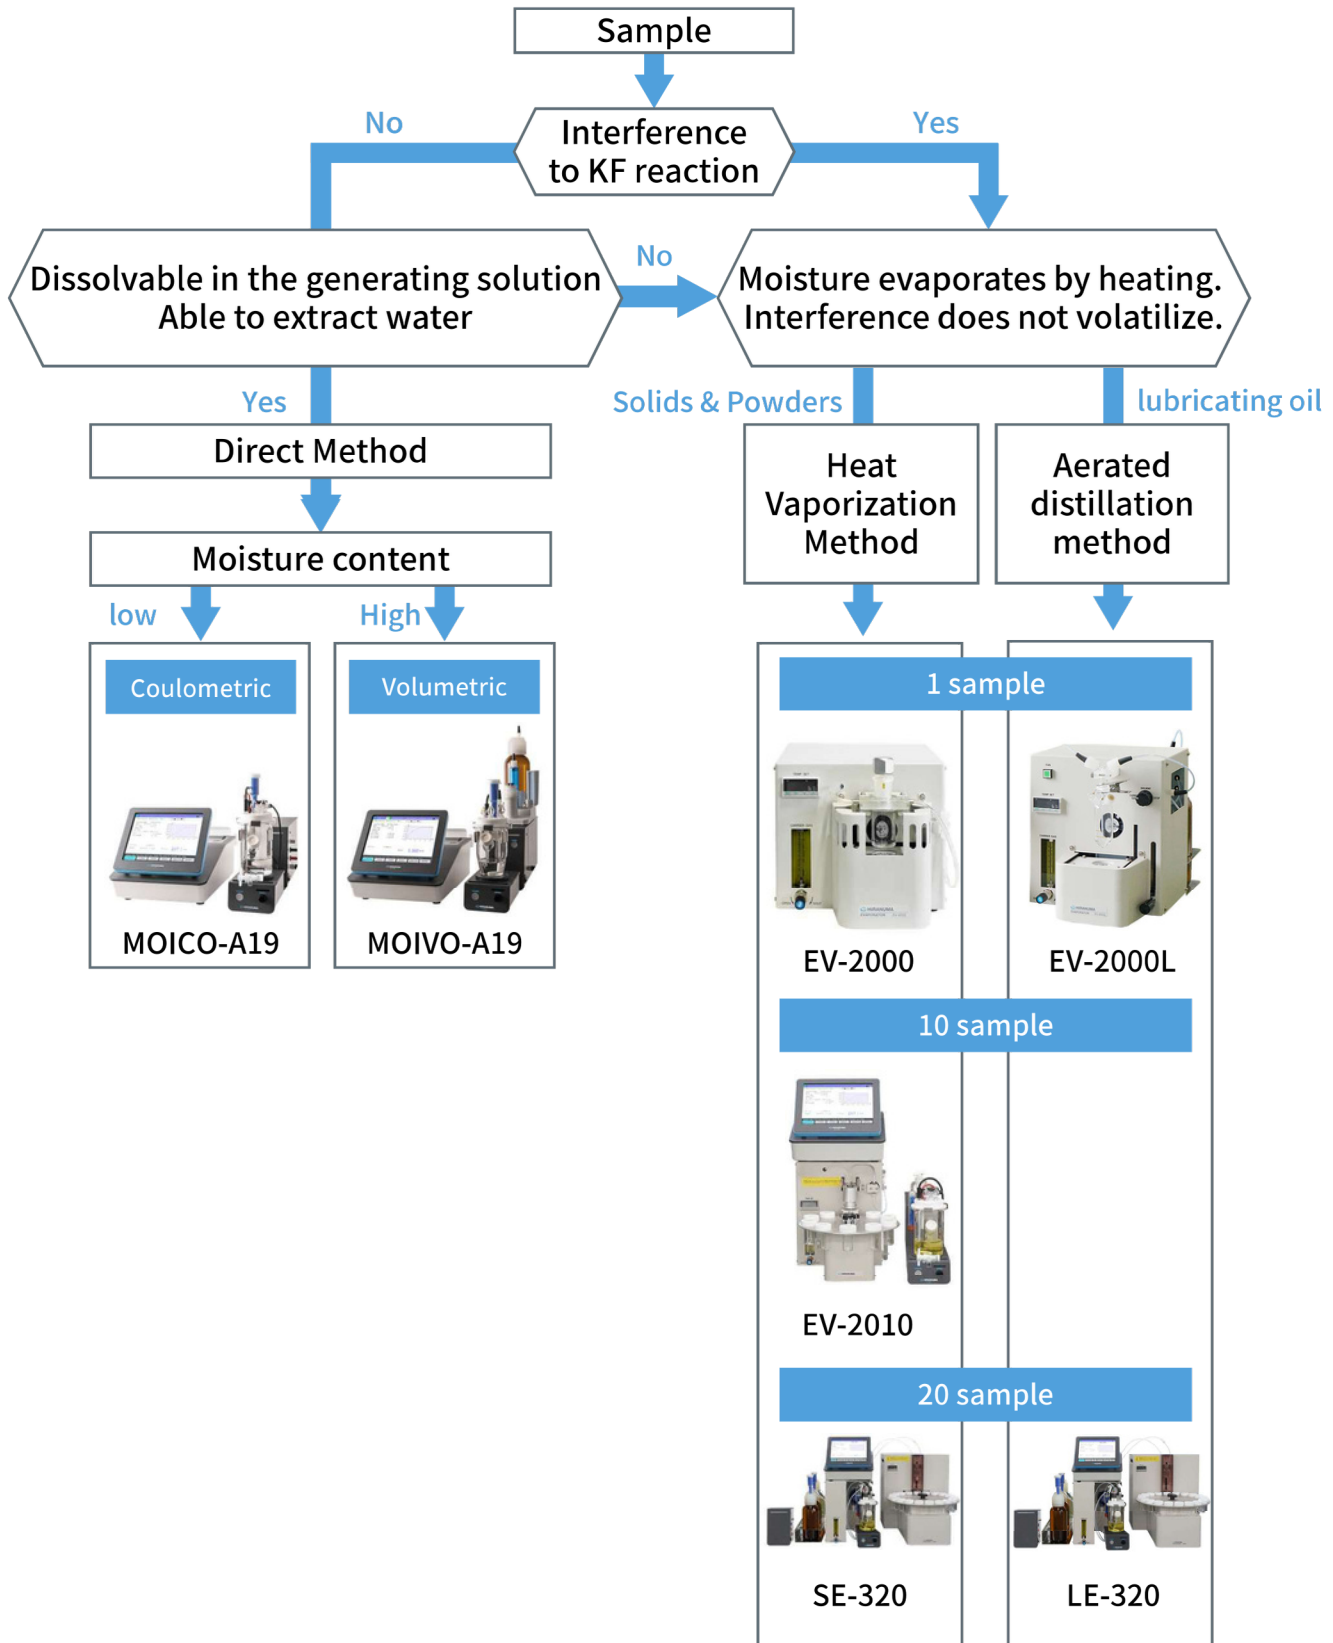 Sample
No
Yes
Interference
to KF reaction
Dissolvable in the generating solution
Able to extract water
No
Moisture evaporates by heating.
Interference does not volatilize.
Yes
Solids & Powders
lubricating oil
Direct Method
Heat
Vaporization
Method
Aerated
distillation
method
Moisture content
low
High
Coulometric
Volumetric
1 sample
MOICO-A19
MOIVO-A19
EV-2000
EV-2000L
10 sample
EV-2010
20 sample
SE-320
LE-320